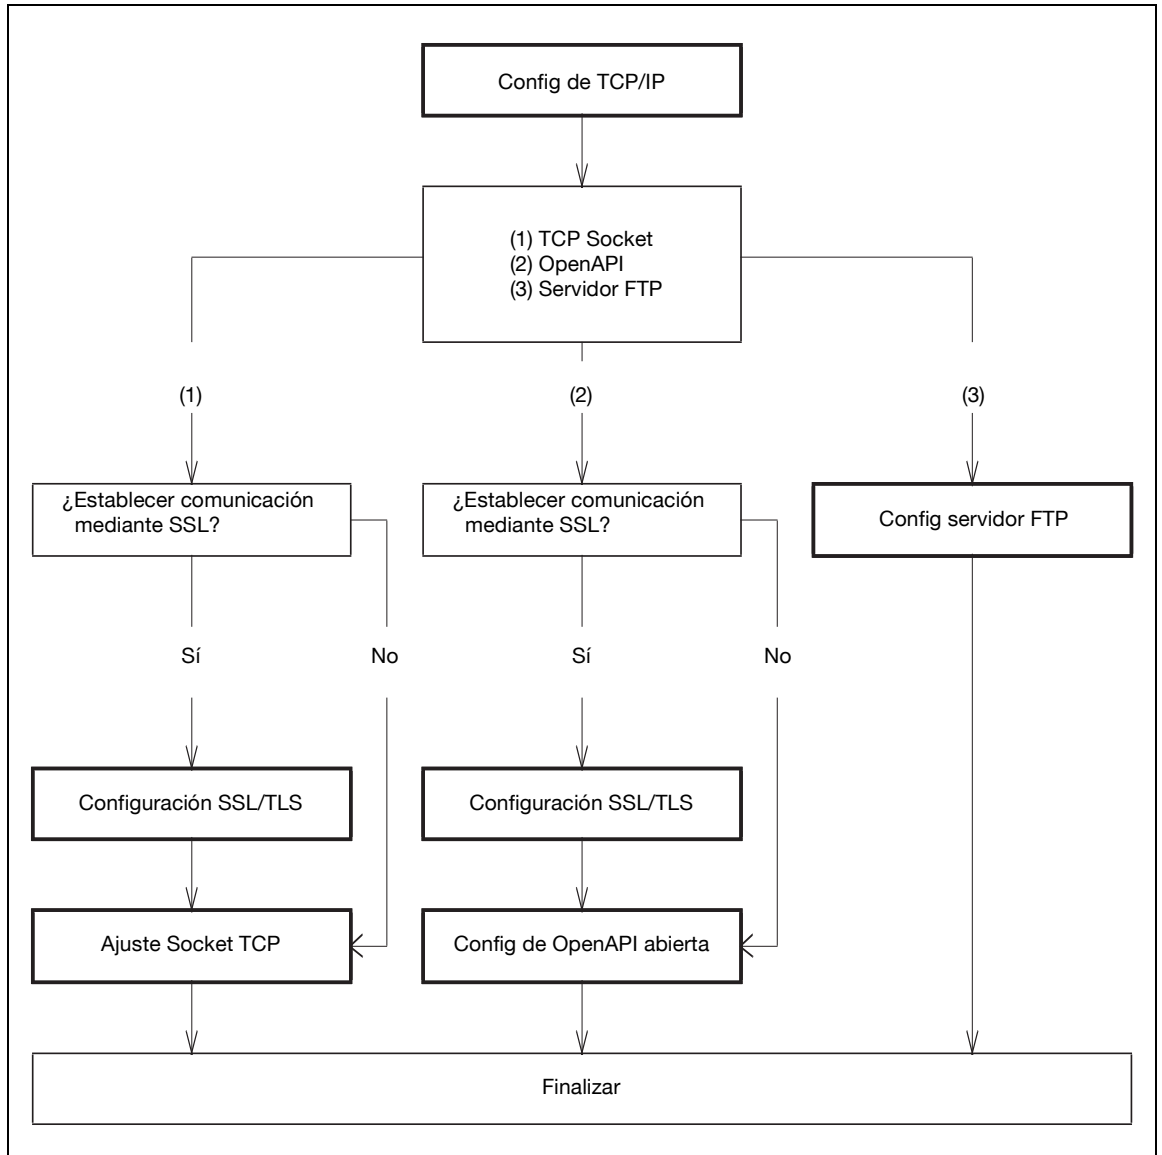 Config de TCP/IP
(1) TCP Socket
(2) OpenAPI
(3) Servidor FTP
(1)
(2)
(3)
¿Establecer comunicación
mediante SSL?
¿Establecer comunicación
mediante SSL?
Config servidor FTP
Sí
No
Sí
No
Configuración SSL/TLS
Configuración SSL/TLS
Ajuste Socket TCP
Config de OpenAPI abierta
Finalizar